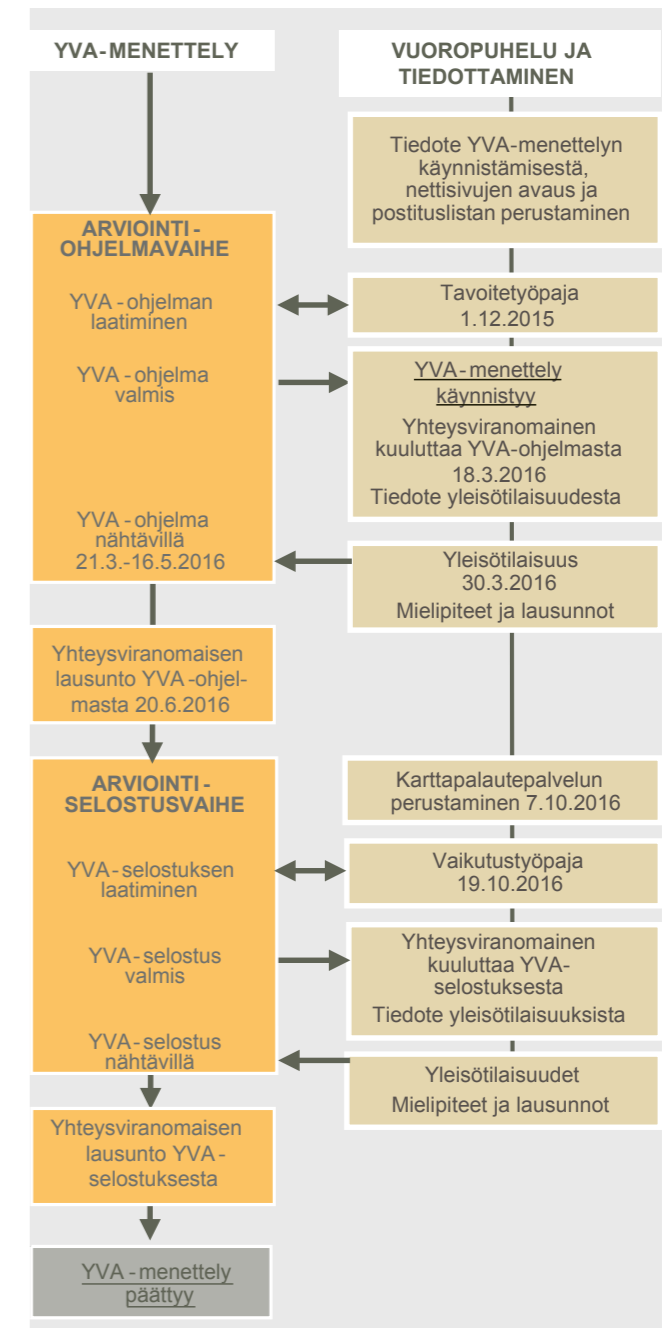 YVA-MENETTELY
VUOROPUHELU JA
TIEDOTTAMINEN
Tiedote YVA-menettelyn
käynnistämisestä,
nettisivujen avaus ja
postituslistan perustaminen
ARVIOINTI-
OHJELMAVAIHE
YVA-ohjelman
laatiminen
Tavoitetyöpaja
1.12.2015
YVA-ohjelma
valmis
YVA-menettely
käynnistyy
Yhteysviranomainen
kuuluttaa YVA-ohjelmasta
18.3.2016
Tiedote yleisötilaisuudesta
YVA-ohjelma
nähtävillä
21.3.-16.5.2016
Yleisötilaisuus
30.3.2016
Mielipiteet ja lausunnot
Yhteysviranomaisen
lausunto YVA-ohjel-
masta 20.6.2016
ARVIOINTI-
SELOSTUSVAIHE
Karttapalautepalvelun
perustaminen 7.10.2016
YVA-selostuksen
laatiminen
Vaikutustyöpaja
19.10.2016
YVA-selostus
valmis
Yhteysviranomainen
kuuluttaa YVA-
selostuksesta
Tiedote yleisötilaisuuksista
YVA-selostus
nähtävillä
Yleisötilaisuudet
Mielipiteet ja lausunnot
Yhteysviranomaisen
lausunto YVA-
selostuksesta
YVA-menettely
päättyy